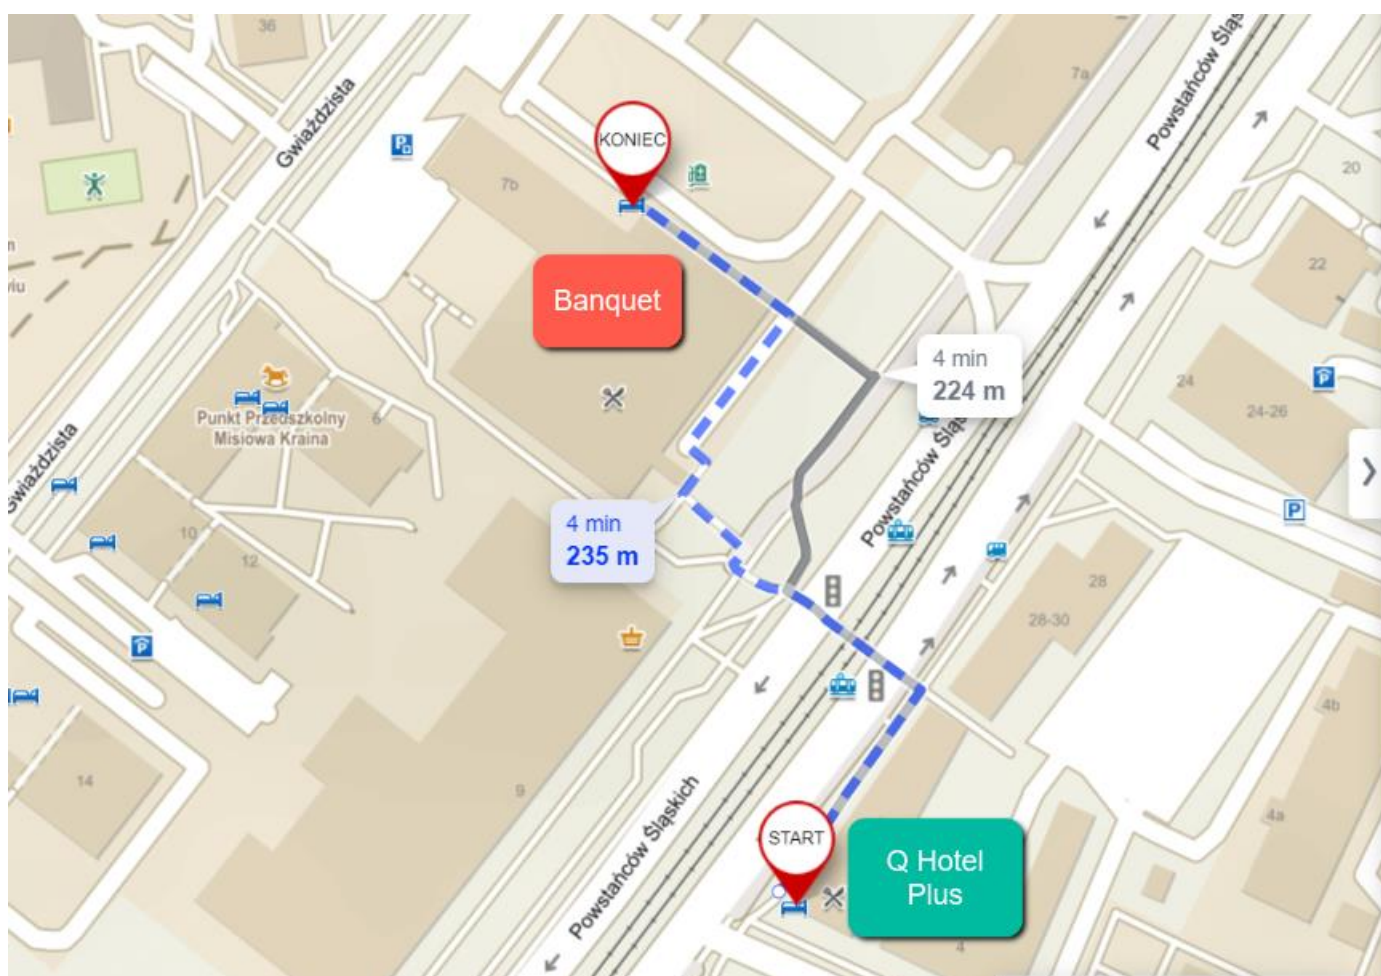 36
Gwiaździsta
7a
Powstańców Ślą
20
KONIEC
7b
22
Banquet
4 min
224 m
24
24-26
Punkt Przedszkolny
Misiowa Kraina
6
Gwiaździsta
PowstańcówŚlą
4 min
235 m
10
12
28
28-30
4b
14
9
4a
START
Q Hotel
Plus
Powstańców Śląskich
4